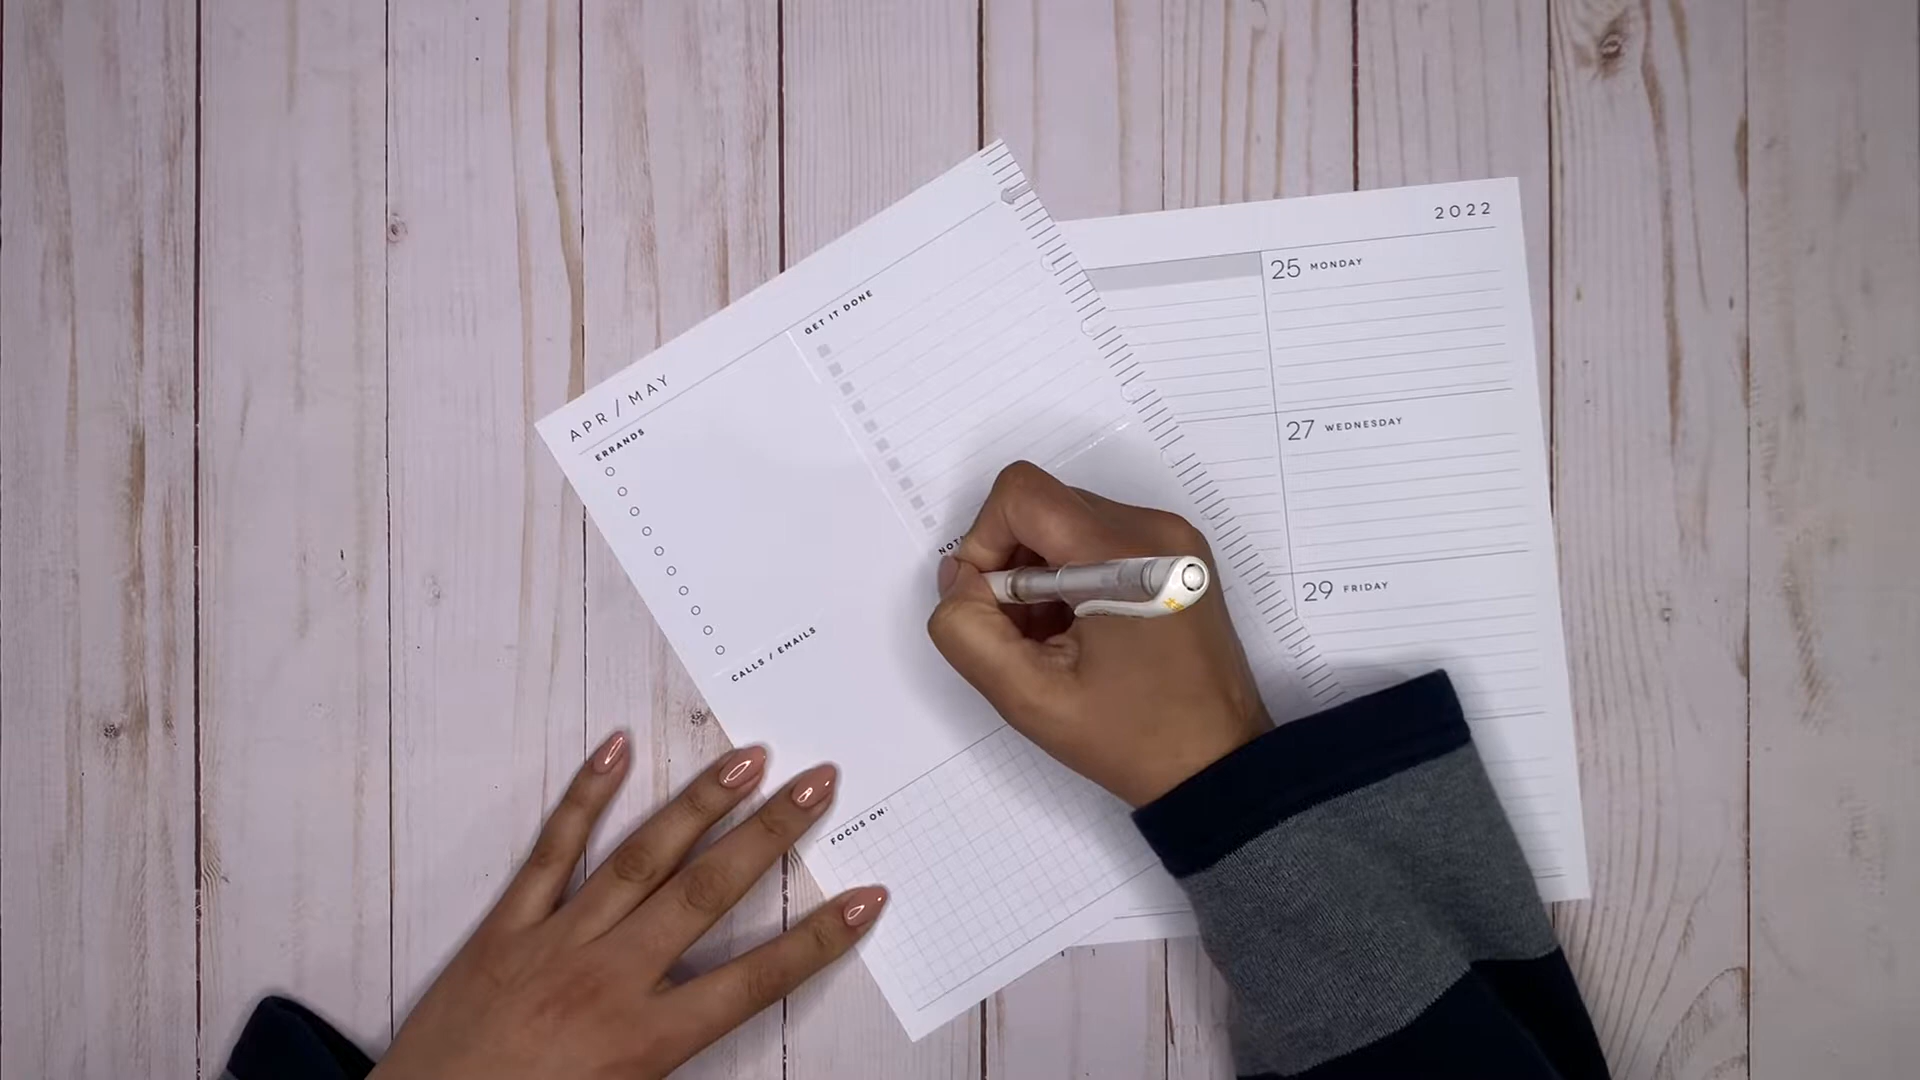 APR / MAY
ERRANDS
CALLS / EMAILS
GET IT DONE
FOCUS ON:
2022
25 MONDAY
27 WEDNESDAY
29 FRIDAY